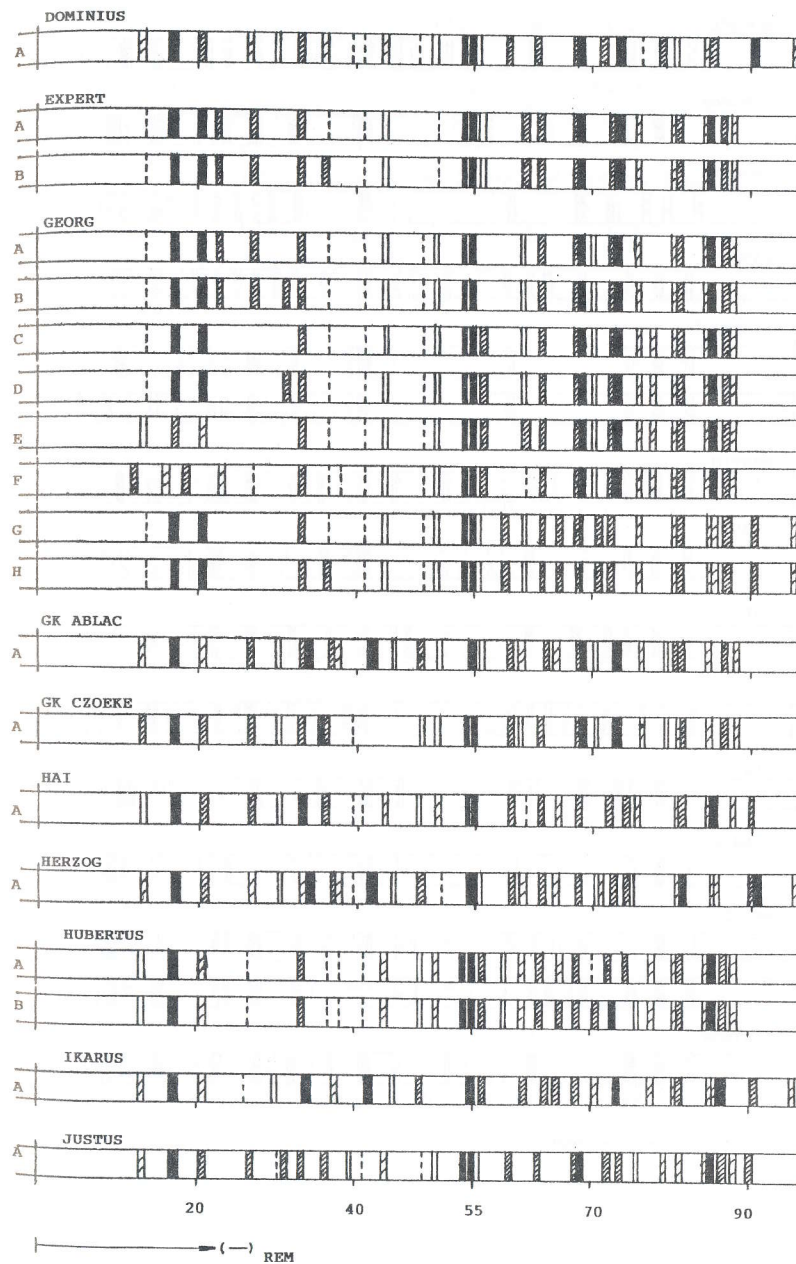 DOMINIUS
A
EXPERT
A
B
GEORG
A
B
C
D
E
F
G
H
GK ABLAC
A
GK CZOEKE
A
HAI
A
HERZOG
A
HUBERTUS
A
B
IKARUS
A
JUSTUS
A
20 40 55 70 90
(—) REM